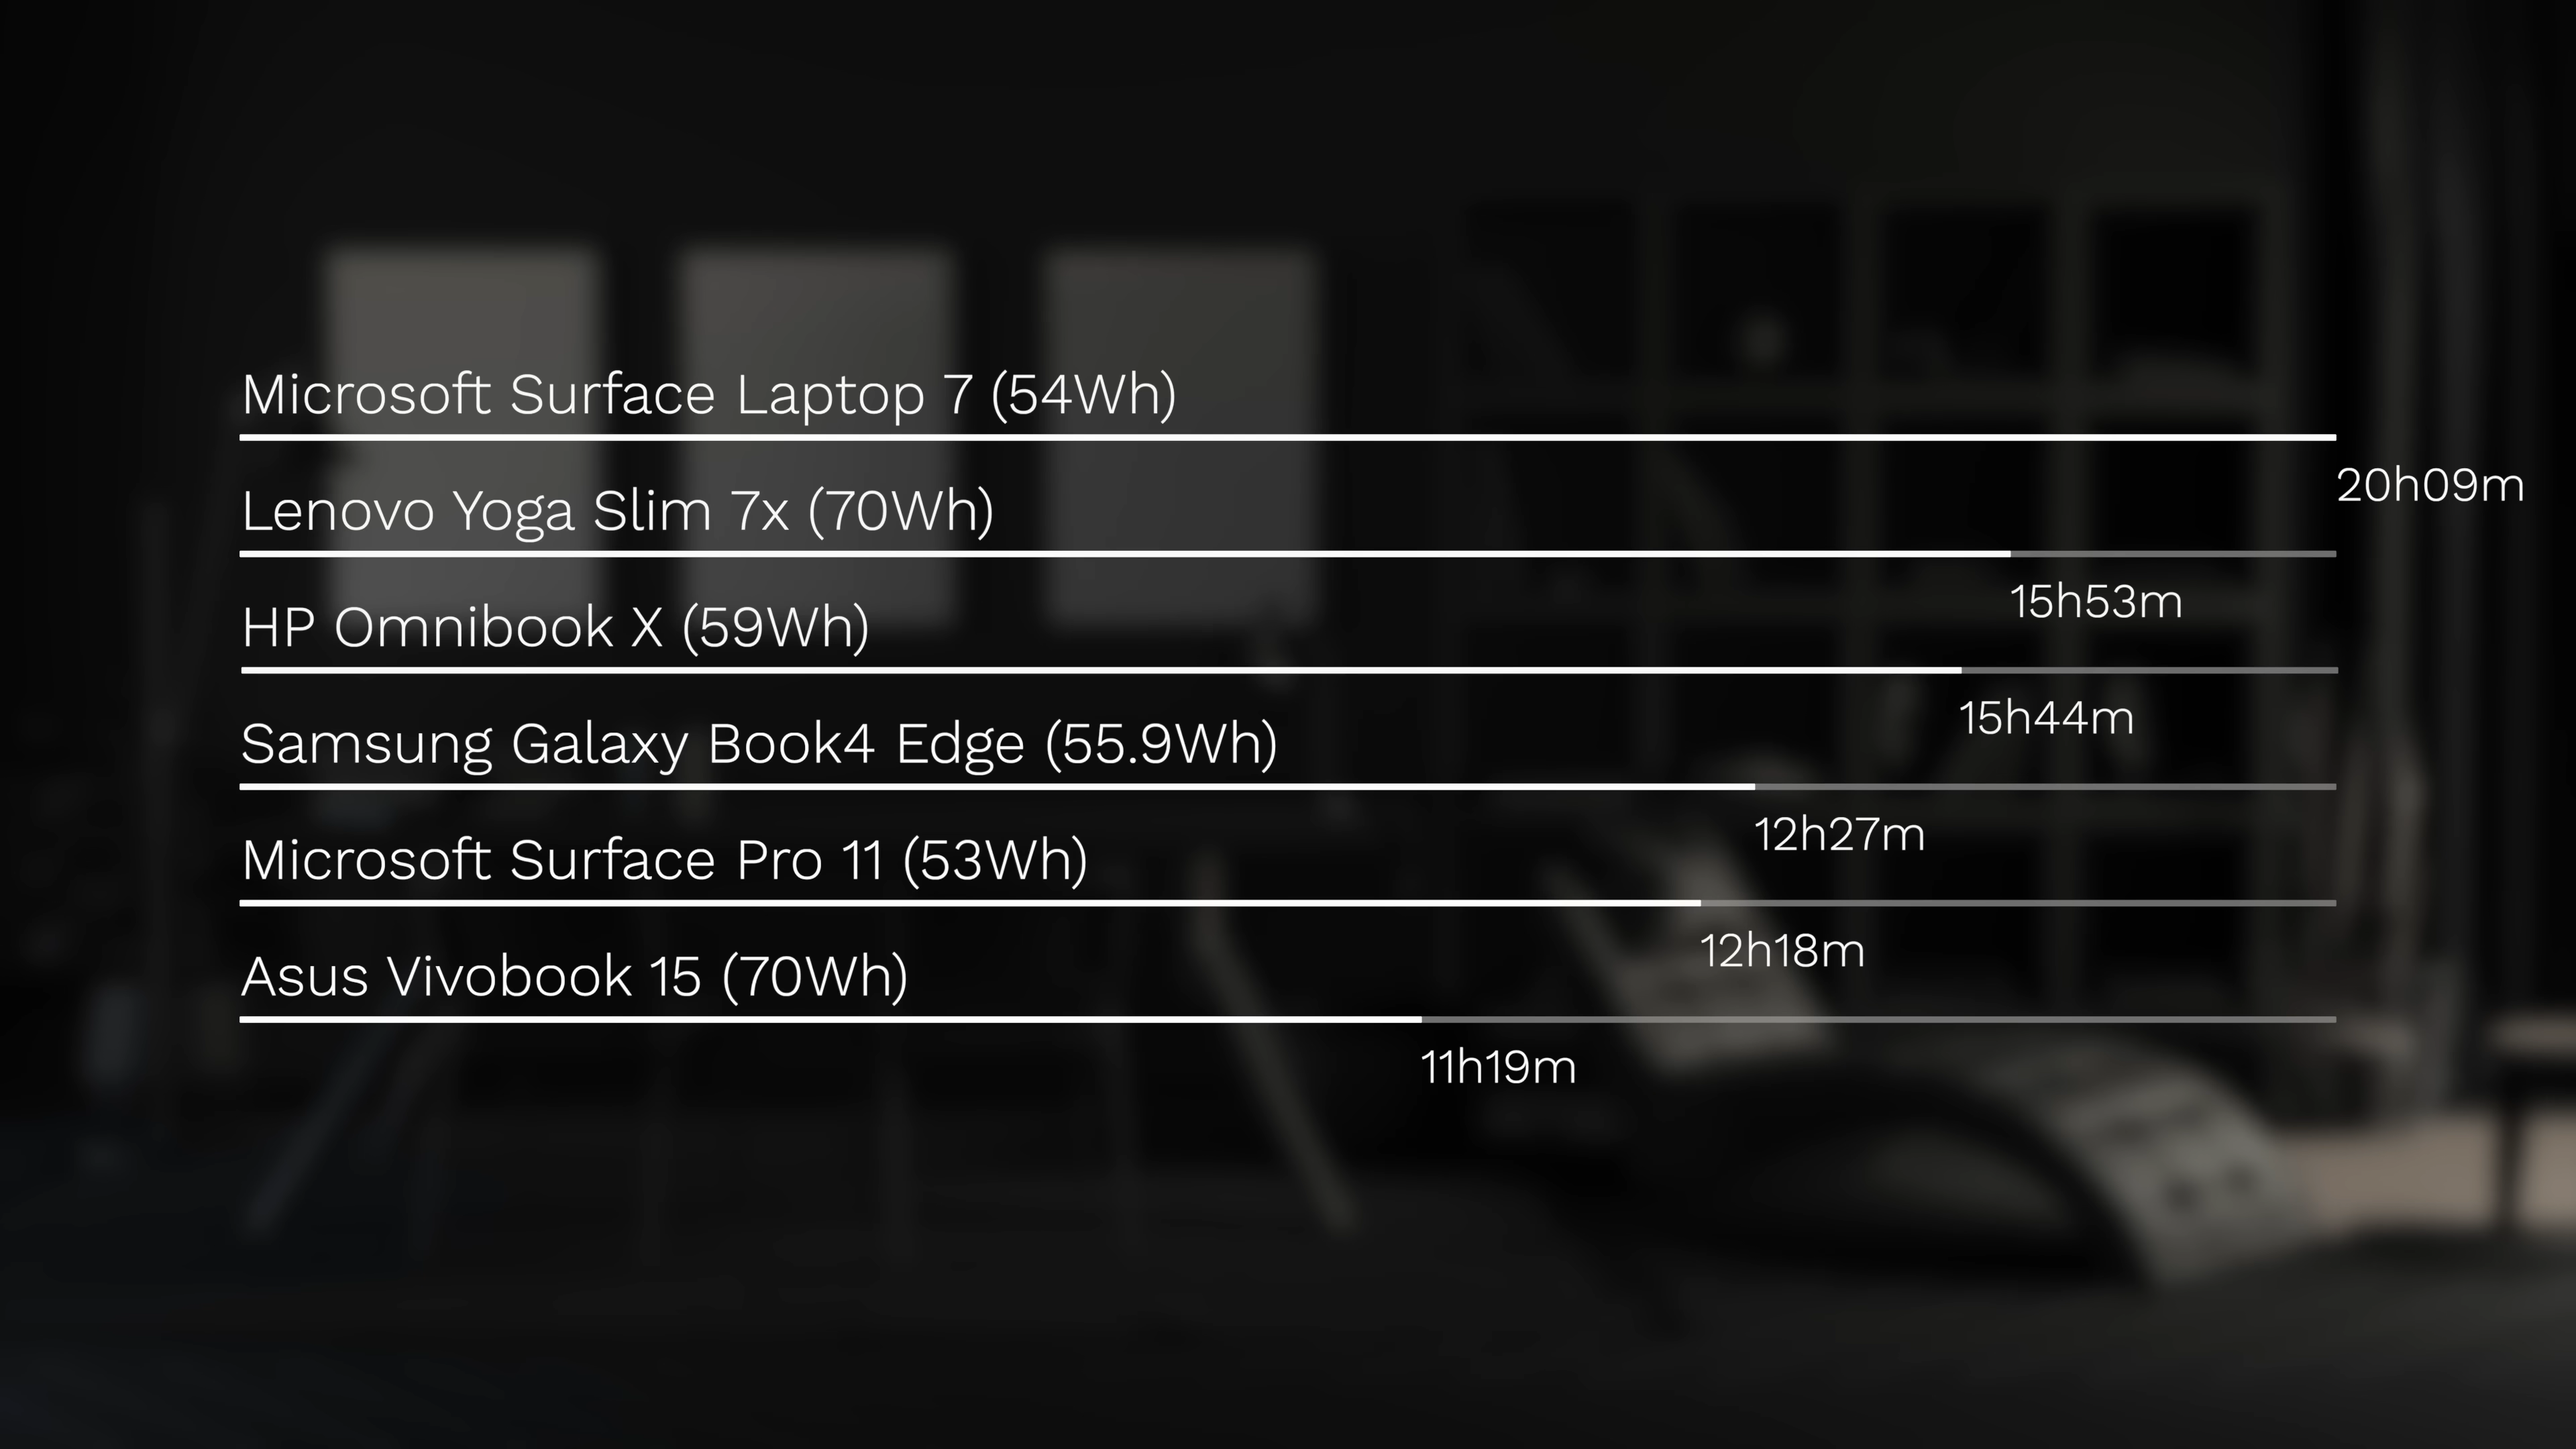 Microsoft Surface Laptop 7 (54Wh)
20h09m
Lenovo Yoga Slim 7x (70Wh)
15h53m
HP Omnibook X (59Wh)
15h44m
Samsung Galaxy Book4 Edge (55.9Wh)
12h27m
Microsoft Surface Pro 11 (53Wh)
12h18m
Asus Vivobook 15 (70Wh)
11h19m